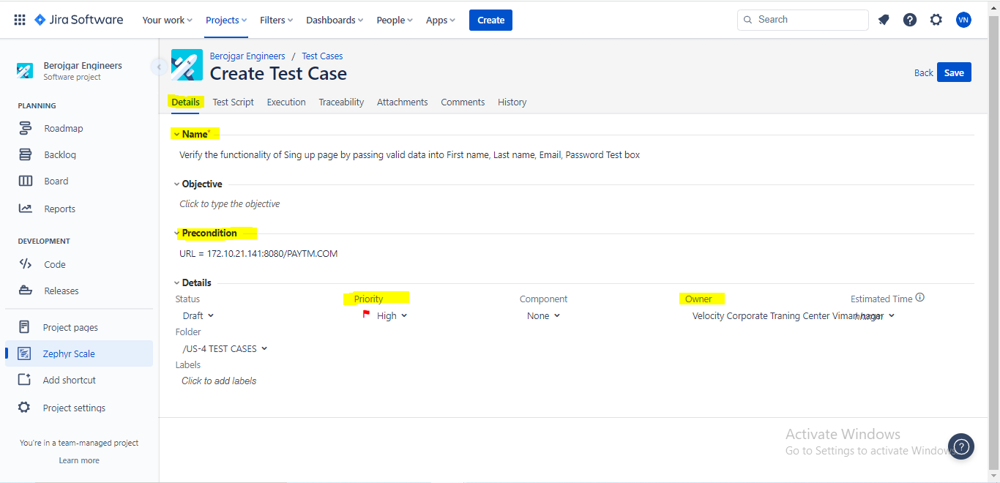 Jira Software Your work Projects Filters Dashboards People Apps Create Search VN
Berojgar Engineers
Software project
PLANNING
Roadmap
Backlog
Board
Reports
DEVELOPMENT
Code
Releases
Project pages
Zephyr Scale
Add shortcut
Project settings
You're in a team-managed project
Learn more
Berojgar Engineers / Test Cases
Create Test Case
Back Save
Details Test Script Execution Traceability Attachments Comments History
Name*
Verify the functionality of Sing up page by passing valid data into First name, Last name, Email, Password Test box
Objective
Click to type the objective
Precondition
URL = 172.10.21.141:8080/PAYTM.COM
Details
Status Priority Component Owner Estimated Time
Draft High None Velocity Corporate Traning Center Viman nagar
Folder
/US-4 TEST CASES
Labels
Click to add labels
Activate Windows
Go to Settings to activate Windows